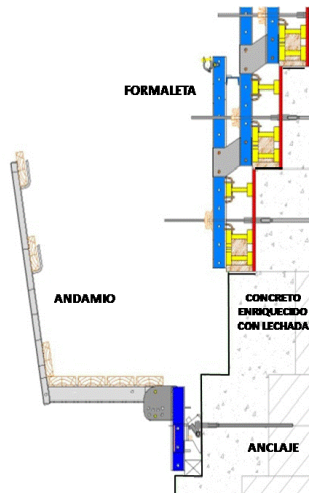 FORMALETA
ANDAMIO
CONCRETO
ENRIQUECIDO
CON LECHADA
ANCLAJE